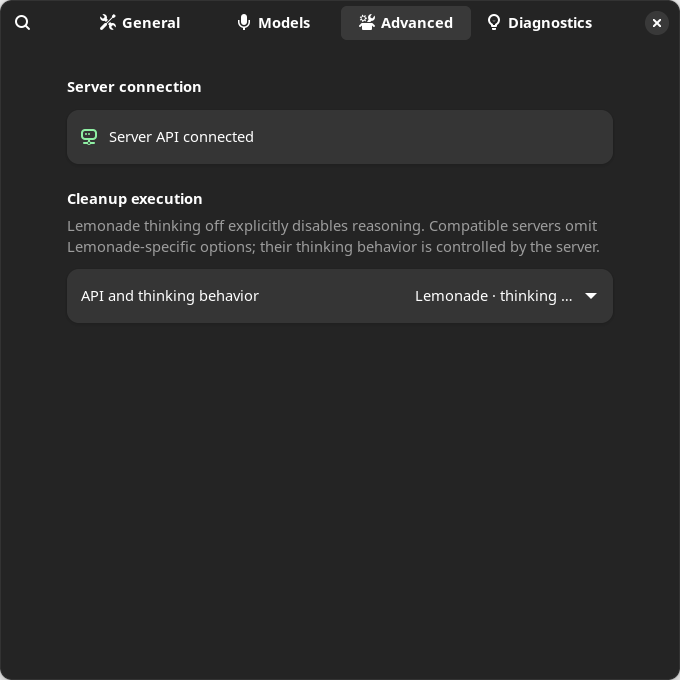 General
Models
Advanced
Diagnostics
Server connection
Server API connected
Cleanup execution
Lemonade thinking off explicitly disables reasoning. Compatible servers omit
Lemonade-specific options; their thinking behavior is controlled by the server.
API and thinking behavior
Lemonade · thinking ...